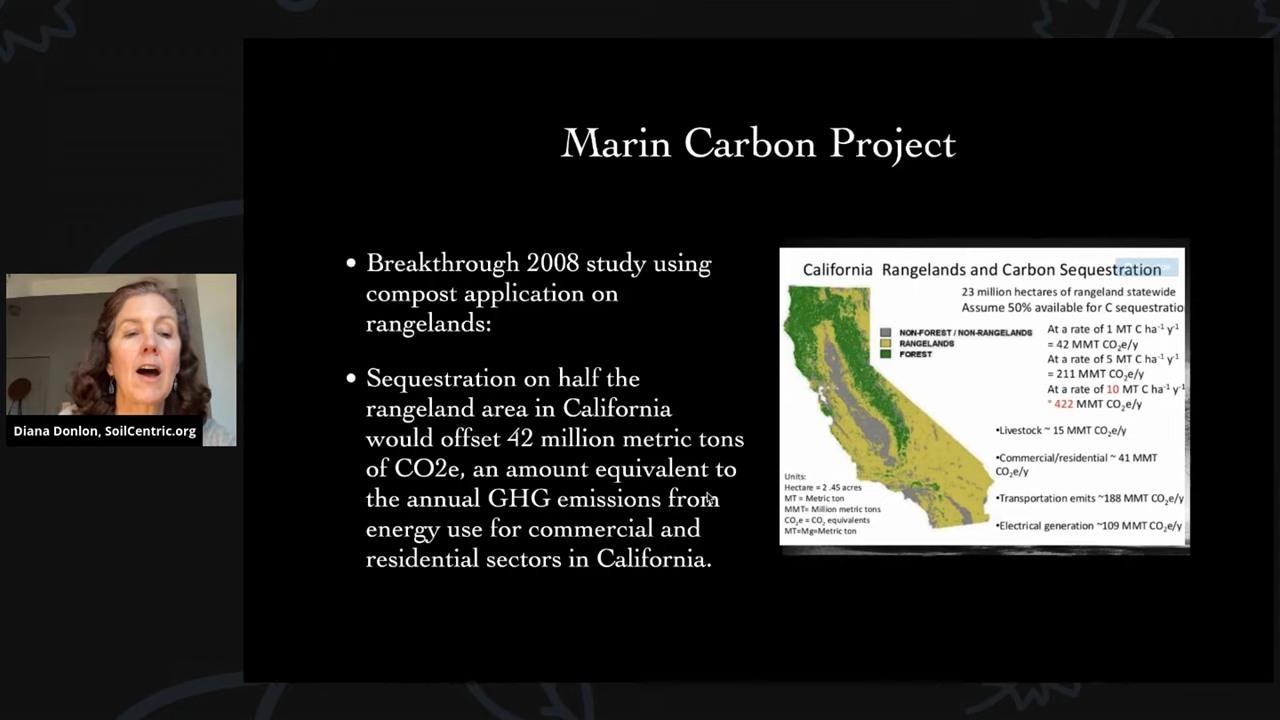 Marin Carbon Project
• Breakthrough 2008 study using
compost application on
rangelands:
• Sequestration on half the
rangeland area in California
would offset 42 million metric tons
of CO2e, an amount equivalent to
the annual GHG emissions from
energy use for commercial and
residential sectors in California.
California Rangelands and Carbon Sequestration
23 million hectares of rangeland statewide
Assume 50% available for C sequestratio
NON-FOREST / NON-RANGELANDS
RANGELANDS
FOREST
At a rate of 1 MT C ha⁻¹ y⁻¹
= 42 MMT CO₂e/y
At a rate of 5 MT C ha⁻¹ y⁻¹
= 211 MMT CO₂e/y
At a rate of 10 MT C ha⁻¹ y⁻¹
= 422 MMT CO₂e/y
•Livestock ~ 15 MMT CO₂e/y
•Commercial/residential ~ 41 MMT
CO₂e/y
•Transportation emits ~188 MMT CO₂e/y
•Electrical generation ~109 MMT CO₂e/y
Units:
Hectare = 2 .45 acres
MT = Metric ton
MMT= Million metric tons
CO₂e = CO₂ equivalents
MT=Mg=Metric ton
Diana Donlon, SoilCentric.org